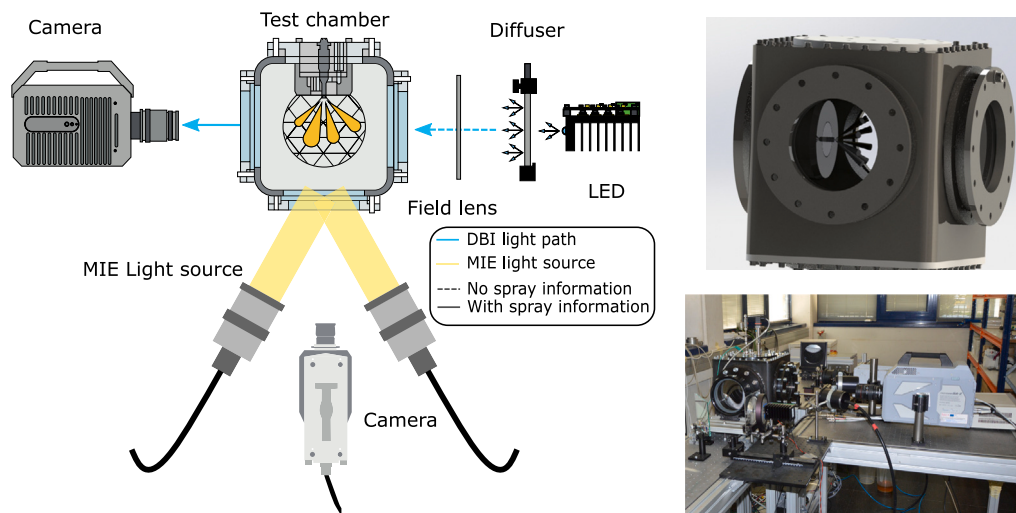 Camera
Test chamber
Diffuser
LED
Field lens
MIE Light source
DBI light path
MIE light source
No spray information
With spray information
Camera